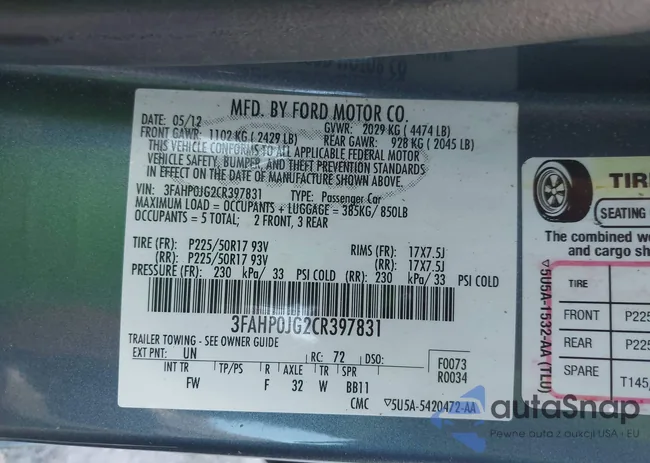 MFD. BY FORD MOTOR CO.
DATE: 05/12 GVWR: 2029 KG ( 4474 LB)
FRONT GAWR: 1102 KG ( 2429 LB) REAR GAWR: 928 KG ( 2045 LB)
THIS VEHICLE CONFORMS TO ALL APPLICABLE FEDERAL MOTOR
VEHICLE SAFETY, BUMPER, AND THEFT PREVENTION STANDARDS
IN EFFECT ON THE DATE OF MANUFACTURE SHOWN ABOVE.
VIN: 3FAHP0JG2CR397831 TYPE: Passenger Car
MAXIMUM LOAD = OCCUPANTS + LUGGAGE = 385KG/ 850LB
OCCUPANTS = 5 TOTAL; 2 FRONT, 3 REAR
TIRE (FR): P225/50R17 93V RIMS (FR): 17X7.5J
(RR): P225/50R17 93V (RR): 17X7.5J
PRESSURE (FR): 230 kPa/ 33 PSI COLD (RR): 230 kPa/ 33 PSI COLD
3FAHP0JG2CR397831
TRAILER TOWING - SEE OWNER GUIDE
EXT PNT: UN RC: 72 DSO: F0073
R0034
INT TR TP/PS R AXLE TR SPR
FW F 32 W BB11
CMC ▽5U5A-5420472-AA
▽5U5A-1532-AA (TLU)
TIR
SEATING
The combined w
and cargo sh
TIRE
FRONT P225
REAR P225
SPARE T145
autoSnap
Pewne auto z aukcji USA i EU